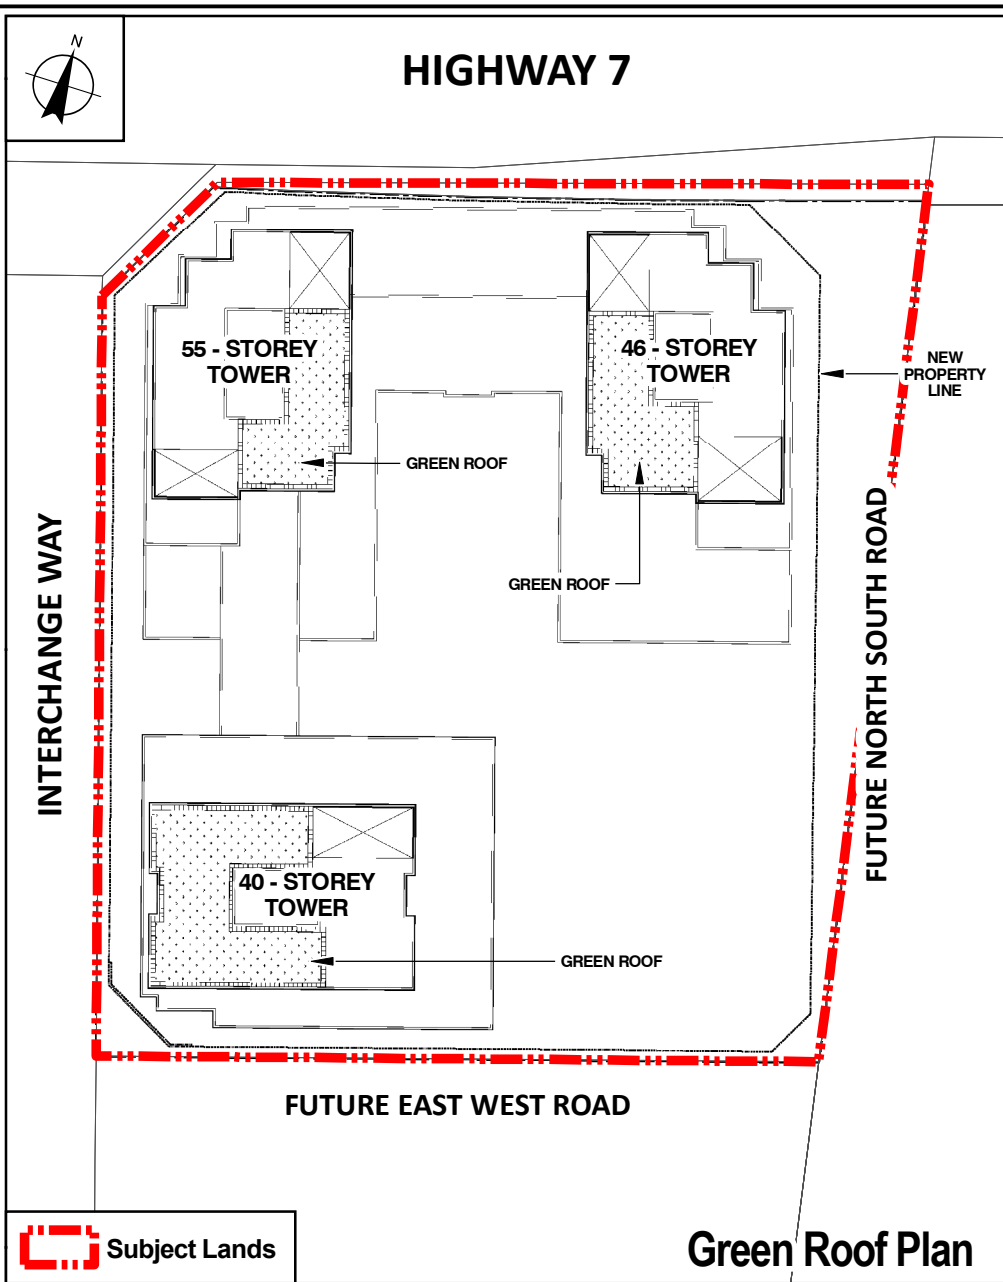 N
HIGHWAY 7
55 - STOREY
TOWER
46 - STOREY
TOWER
NEW
PROPERTY
LINE
GREEN ROOF
GREEN ROOF
INTERCHANGE WAY
FUTURE NORTH SOUTH ROAD
40 - STOREY
TOWER
GREEN ROOF
FUTURE EAST WEST ROAD
Subject Lands
Green Roof Plan